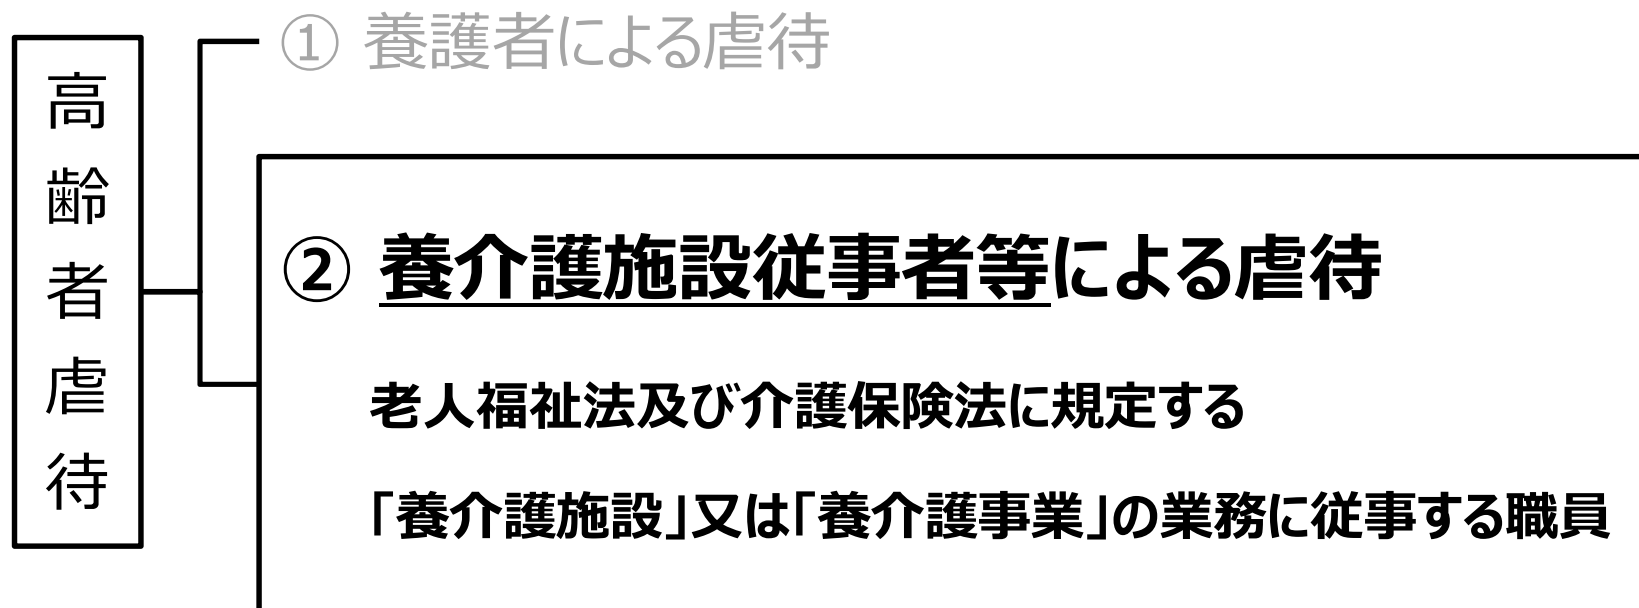 高齢者虐待
① 養護者による虐待
② 養介護施設従事者等による虐待
老人福祉法及び介護保険法に規定する
「養介護施設」又は「養介護事業」の業務に従事する職員